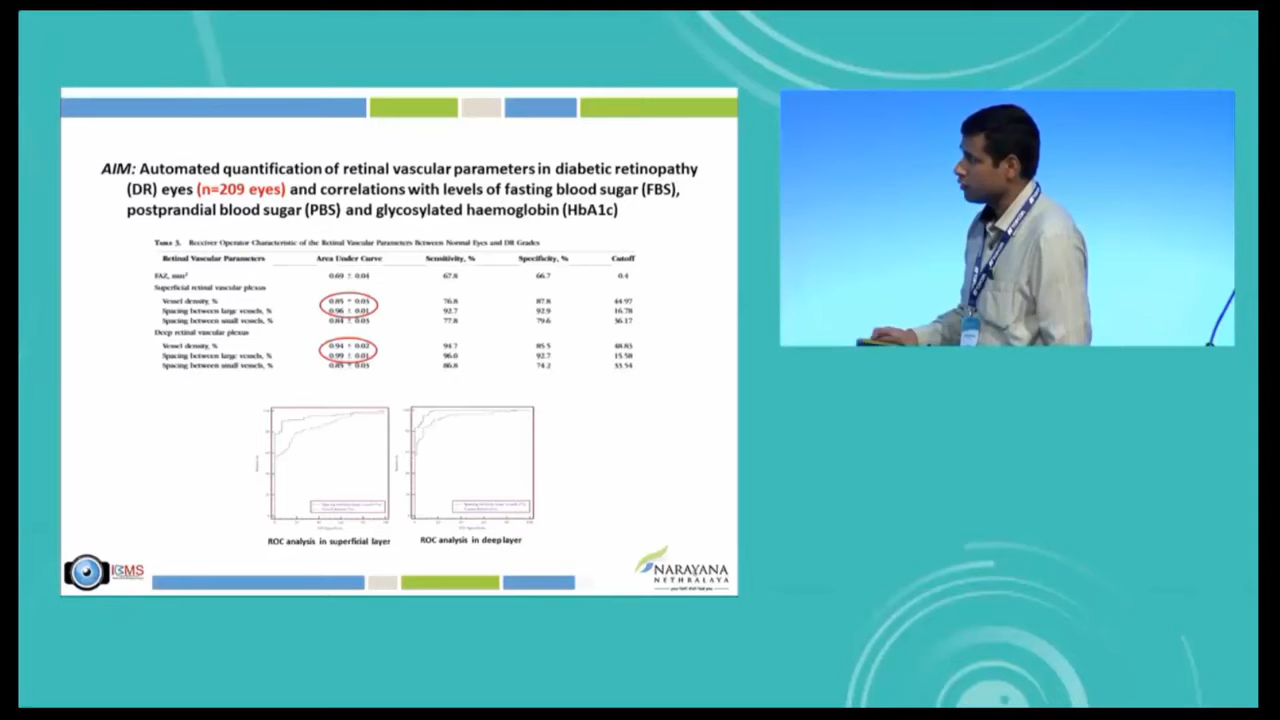 AIM: Automated quantification of retinal vascular parameters in diabetic retinopathy
(DR) eyes (n=209 eyes) and correlations with levels of fasting blood sugar (FBS),
postprandial blood sugar (PBS) and glycosylated haemoglobin (HbA1c)
TABLE 3. Receiver Operator Characteristic of the Retinal Vascular Parameters Between Normal Eyes and DR Grades
Retinal Vascular Parameters Area Under Curve Sensitivity, % Specificity, % Cutoff
FAZ, mm² 0.69 ± 0.04 67.8 66.7 0.4
Superficial retinal vascular plexus
Vessel density, % 0.85 ± 0.03 76.8 87.8 44.97
Spacing between large vessels, % 0.96 ± 0.01 92.7 92.9 16.78
Spacing between small vessels, % 0.84 ± 0.03 77.8 79.6 36.17
Deep retinal vascular plexus
Vessel density, % 0.94 ± 0.02 94.7 85.5 48.83
Spacing between large vessels, % 0.99 ± 0.01 96.0 92.7 15.58
Spacing between small vessels, % 0.85 ± 0.03 86.8 74.2 33.54
ROC analysis in superficial layer
ROC analysis in deep layer
NARAYANA
NETHRALAYA